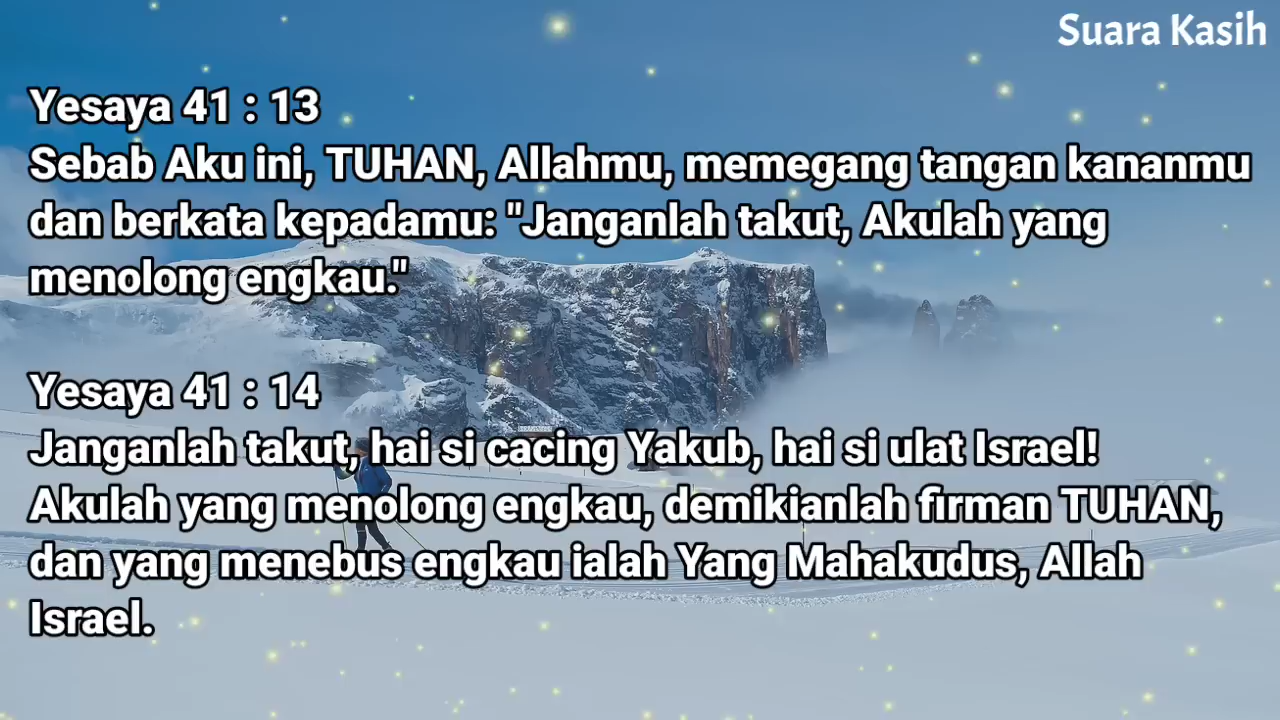 Suara Kasih
Yesaya 41 : 13
Sebab Aku ini, TUHAN, Allahmu, memegang tangan kananmu
dan berkata kepadamu: "Janganlah takut, Akulah yang
menolong engkau."
Yesaya 41 : 14
Janganlah takut, hai si cacing Yakub, hai si ulat Israel!
Akulah yang menolong engkau, demikianlah firman TUHAN,
dan yang menebus engkau ialah Yang Mahakudus, Allah
Israel.